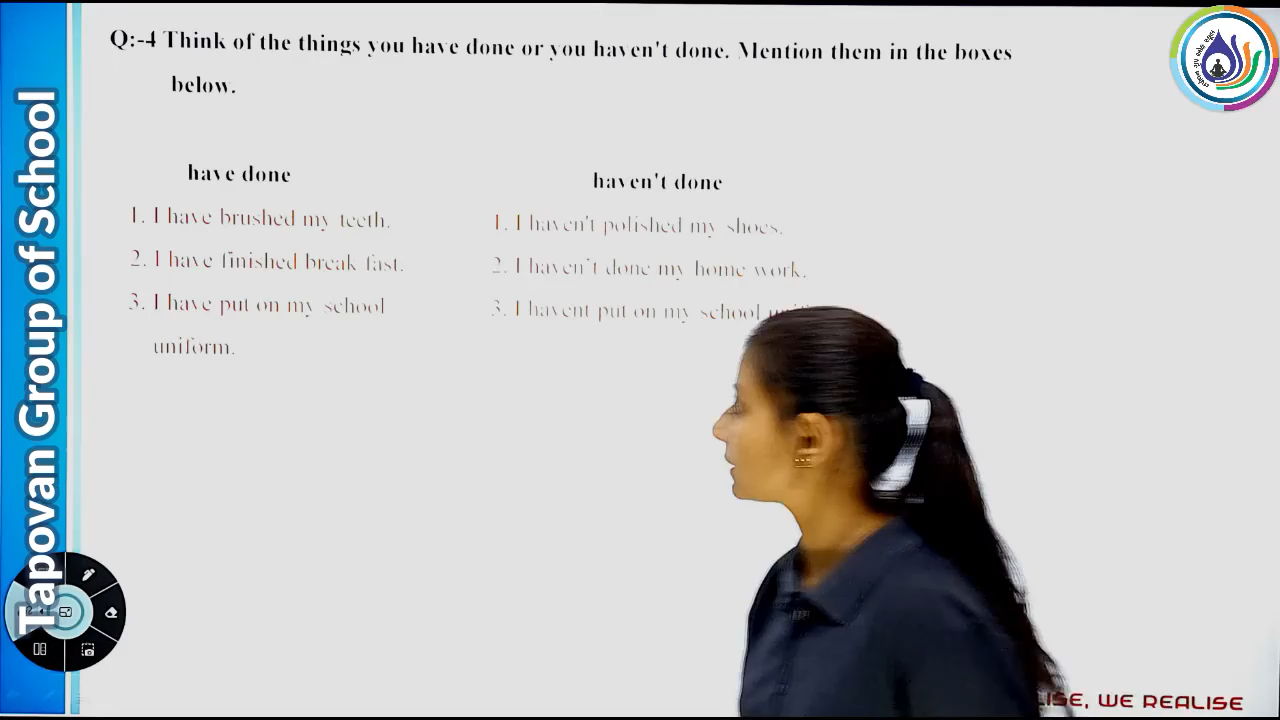 Q:-4 Think of the things you have done or you haven't done. Mention them in the boxes
below.
have done
1. I have brushed my teeth.
2. I have finished break fast.
3. I have put on my school
uniform.
haven't done
1. I haven't polished my shoes.
2. I haven't done my home work.
3. I havent put on my school
Tapovan Group of School
WE REALISE